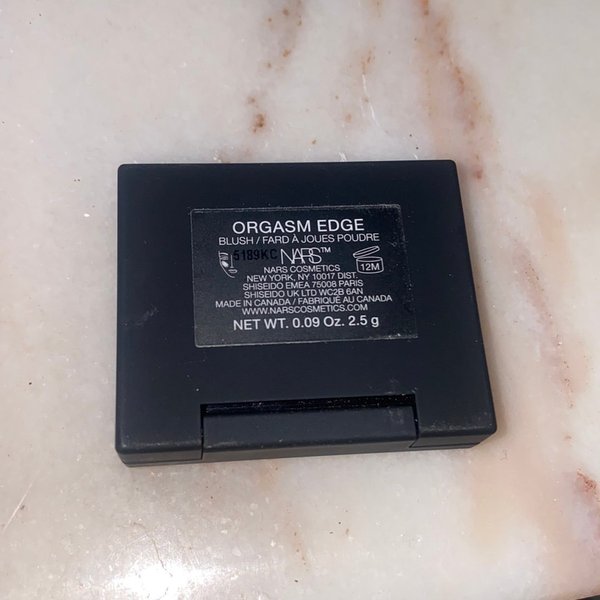 ORGASM EDGE
BLUSH / FARD À JOUES POUDRE
5189KC NARS™
NARS COSMETICS
NEW YORK, NY 10017 DIST.
SHISEIDO EMEA 75008 PARIS
SHISEIDO UK LTD WC2B 6AN
MADE IN CANADA / FABRIQUÉ AU CANADA
WWW.NARSCOSMETICS.COM
NET WT. 0.09 Oz. 2.5 g
12M